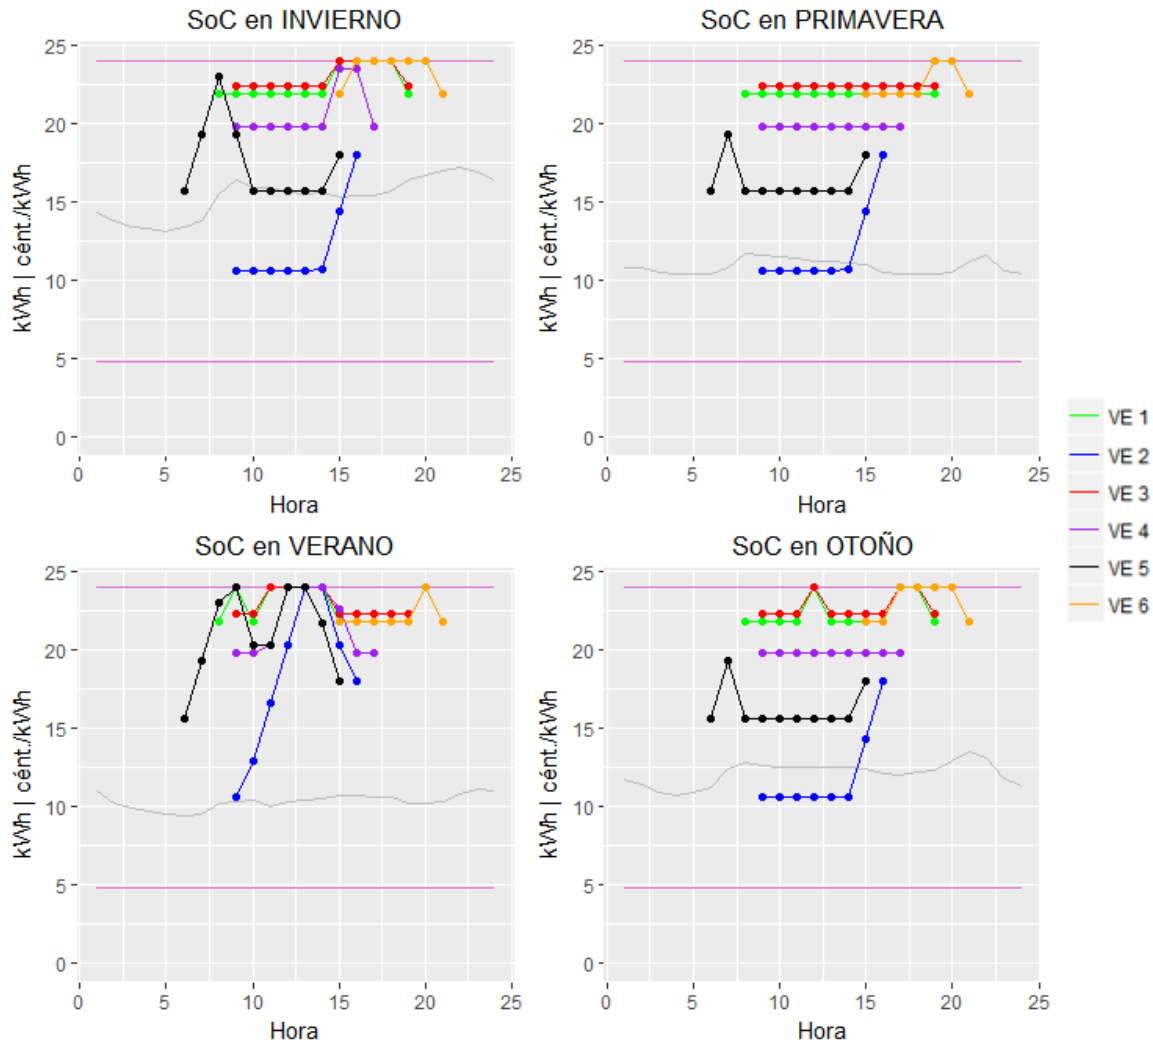 SoC en INVIERNO
25
20
15
10
5
0
kWh | cént./kWh
0 5 10 15 20 25
Hora
SoC en PRIMAVERA
25
20
15
10
5
0
kWh | cént./kWh
0 5 10 15 20 25
Hora
SoC en VERANO
25
20
15
10
5
0
kWh | cént./kWh
0 5 10 15 20 25
Hora
SoC en OTOÑO
25
20
15
10
5
0
kWh | cént./kWh
0 5 10 15 20 25
Hora
VE 1
VE 2
VE 3
VE 4
VE 5
VE 6